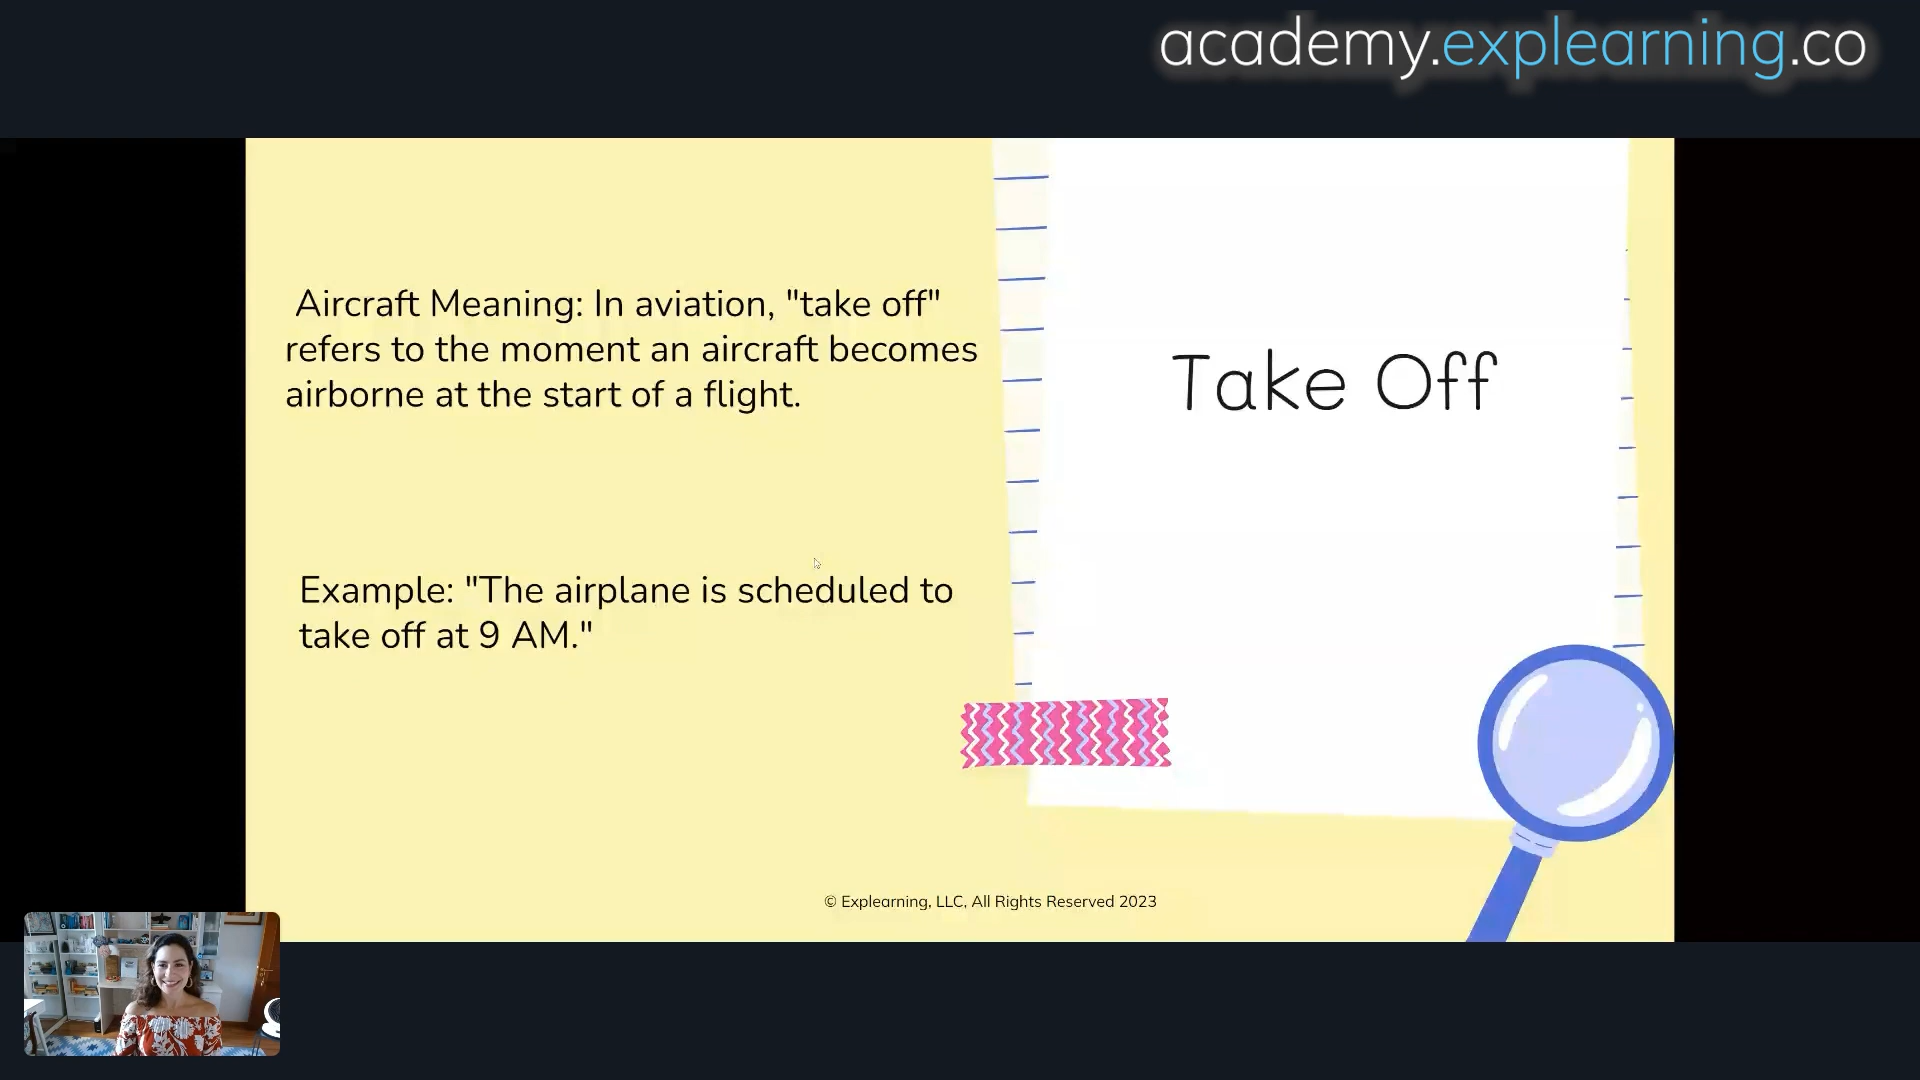 academy.explearning.co
Aircraft Meaning: In aviation, "take off"
refers to the moment an aircraft becomes
airborne at the start of a flight.
Take Off
Example: "The airplane is scheduled to
take off at 9 AM."
© Explearning, LLC, All Rights Reserved 2023